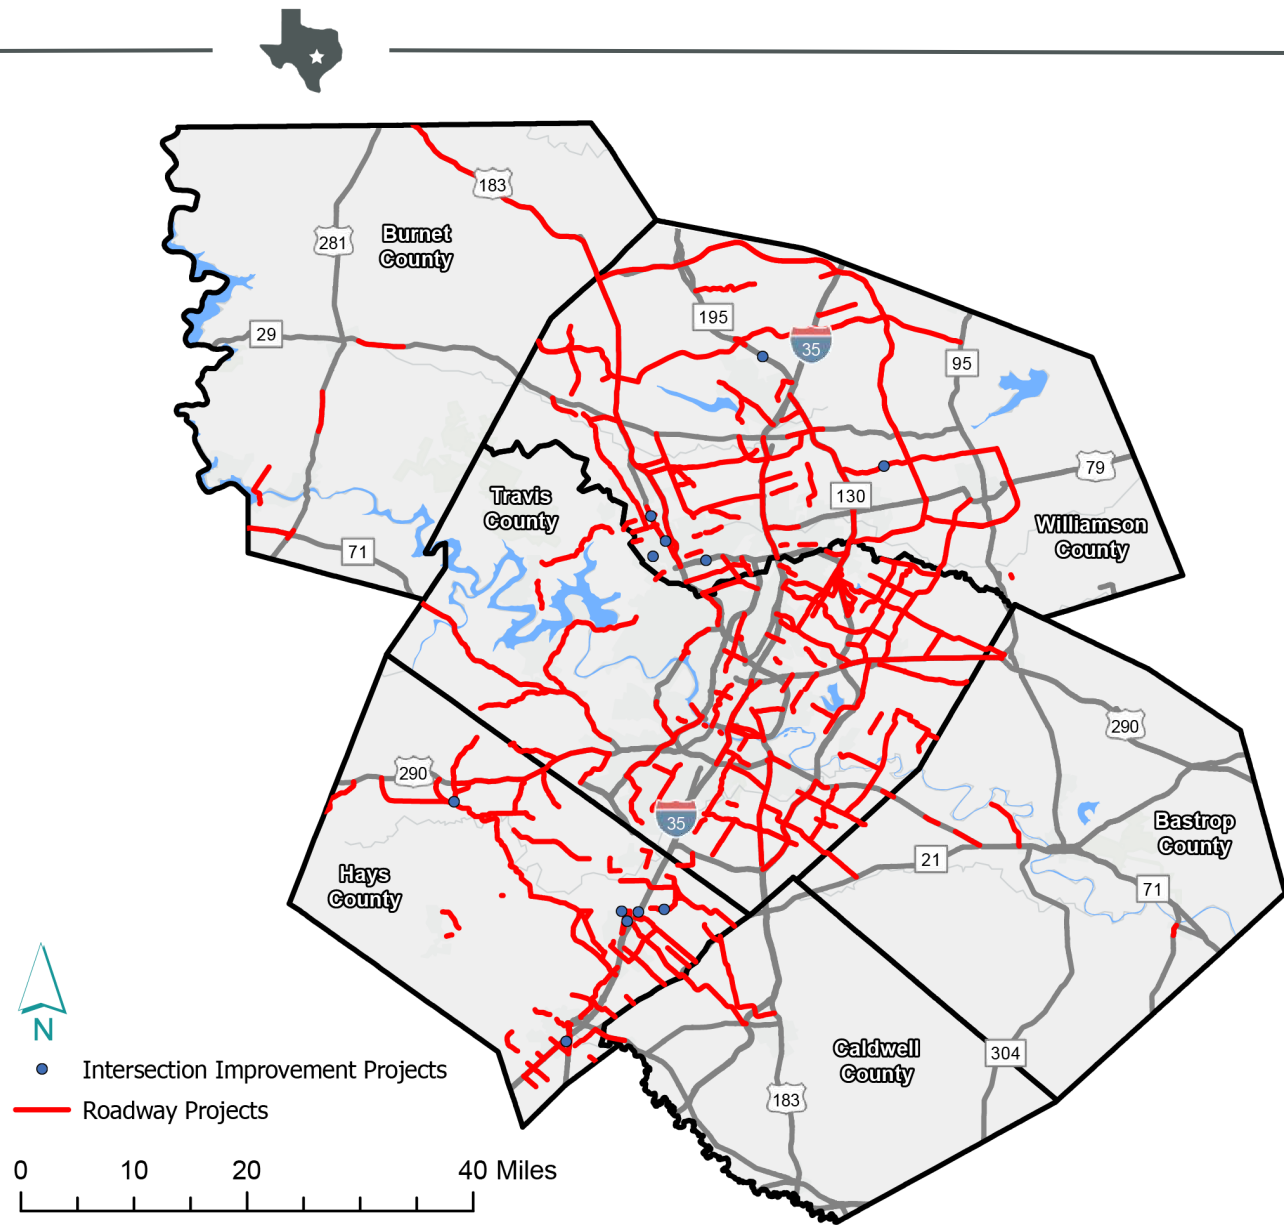 183
Burnet
County
281
195
29
35
95
79
Travis
County
130
Williamson
County
71
290
290
35
Bastrop
County
21
Hays
County
71
N
Caldwell
County
304
Intersection Improvement Projects
183
Roadway Projects
0 10 20 40 Miles